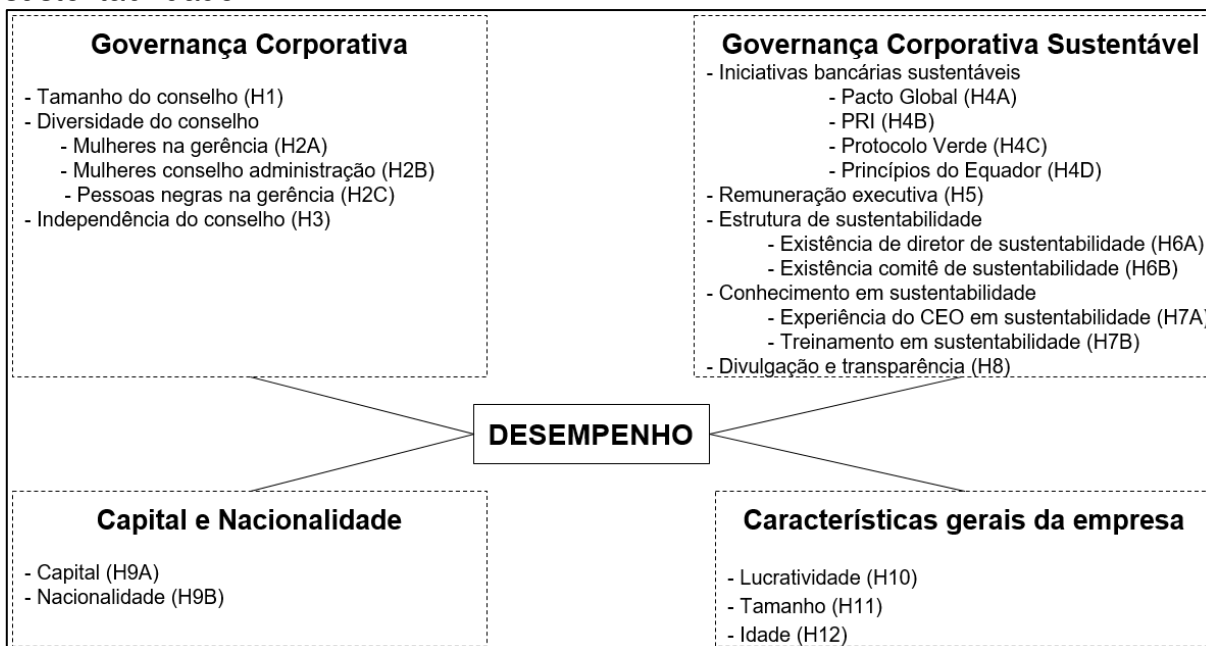 Governança Corporativa
- Tamanho do conselho (H1)
- Diversidade do conselho
- Mulheres na gerência (H2A)
- Mulheres conselho administração (H2B)
- Pessoas negras na gerência (H2C)
- Independência do conselho (H3)
Governança Corporativa Sustentável
- Iniciativas bancárias sustentáveis
- Pacto Global (H4A)
- PRI (H4B)
- Protocolo Verde (H4C)
- Princípios do Equador (H4D)
- Remuneração executiva (H5)
- Estrutura de sustentabilidade
- Existência de diretor de sustentabilidade (H6A)
- Existência comitê de sustentabilidade (H6B)
- Conhecimento em sustentabilidade
- Experiência do CEO em sustentabilidade (H7A)
- Treinamento em sustentabilidade (H7B)
- Divulgação e transparência (H8)
DESEMPENHO
Capital e Nacionalidade
- Capital (H9A)
- Nacionalidade (H9B)
Características gerais da empresa
- Lucratividade (H10)
- Tamanho (H11)
- Idade (H12)